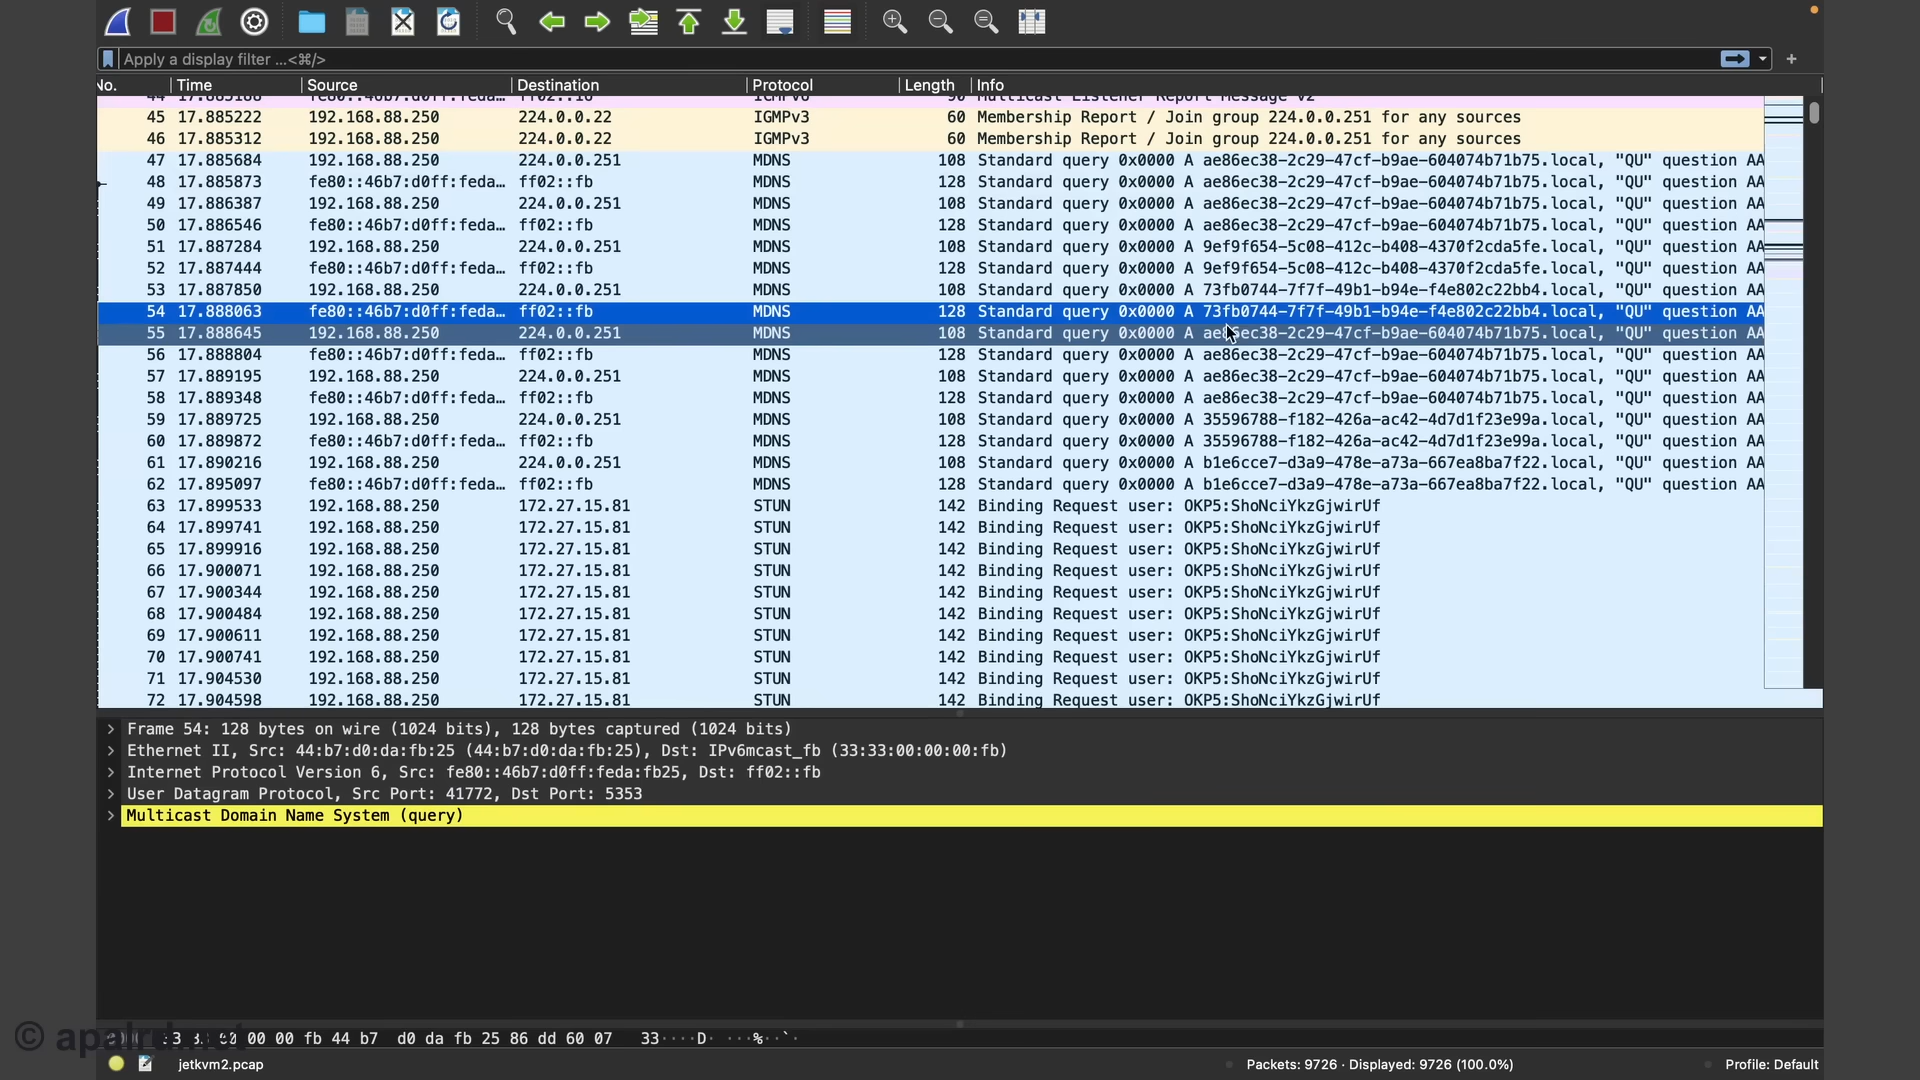 Apply a display filter ...<⌘/>
No. Time Source Destination Protocol Length Info
44 17.885188 fe80::46b7:d0ff:feda… ff02::16 ICMPv6 90 Multicast Listener Report Message v2
45 17.885222 192.168.88.250 224.0.0.22 IGMPv3 60 Membership Report / Join group 224.0.0.251 for any sources
46 17.885312 192.168.88.250 224.0.0.22 IGMPv3 60 Membership Report / Join group 224.0.0.251 for any sources
47 17.885684 192.168.88.250 224.0.0.251 MDNS 108 Standard query 0x0000 A ae86ec38-2c29-47cf-b9ae-604074b71b75.local, "QU" question AA
48 17.885873 fe80::46b7:d0ff:feda… ff02::fb MDNS 128 Standard query 0x0000 A ae86ec38-2c29-47cf-b9ae-604074b71b75.local, "QU" question AA
49 17.886387 192.168.88.250 224.0.0.251 MDNS 108 Standard query 0x0000 A ae86ec38-2c29-47cf-b9ae-604074b71b75.local, "QU" question AA
50 17.886546 fe80::46b7:d0ff:feda… ff02::fb MDNS 128 Standard query 0x0000 A ae86ec38-2c29-47cf-b9ae-604074b71b75.local, "QU" question AA
51 17.887284 192.168.88.250 224.0.0.251 MDNS 108 Standard query 0x0000 A 9ef9f654-5c08-412c-b408-4370f2cda5fe.local, "QU" question AA
52 17.887444 fe80::46b7:d0ff:feda… ff02::fb MDNS 128 Standard query 0x0000 A 9ef9f654-5c08-412c-b408-4370f2cda5fe.local, "QU" question AA
53 17.887850 192.168.88.250 224.0.0.251 MDNS 108 Standard query 0x0000 A 73fb0744-7f7f-49b1-b94e-f4e802c22bb4.local, "QU" question AA
54 17.888063 fe80::46b7:d0ff:feda… ff02::fb MDNS 128 Standard query 0x0000 A 73fb0744-7f7f-49b1-b94e-f4e802c22bb4.local, "QU" question AA
55 17.888645 192.168.88.250 224.0.0.251 MDNS 108 Standard query 0x0000 A ae86ec38-2c29-47cf-b9ae-604074b71b75.local, "QU" question AA
56 17.888804 fe80::46b7:d0ff:feda… ff02::fb MDNS 128 Standard query 0x0000 A ae86ec38-2c29-47cf-b9ae-604074b71b75.local, "QU" question AA
57 17.889195 192.168.88.250 224.0.0.251 MDNS 108 Standard query 0x0000 A ae86ec38-2c29-47cf-b9ae-604074b71b75.local, "QU" question AA
58 17.889348 fe80::46b7:d0ff:feda… ff02::fb MDNS 128 Standard query 0x0000 A ae86ec38-2c29-47cf-b9ae-604074b71b75.local, "QU" question AA
59 17.889725 192.168.88.250 224.0.0.251 MDNS 108 Standard query 0x0000 A 35596788-f182-426a-ac42-4d7d1f23e99a.local, "QU" question AA
60 17.889872 fe80::46b7:d0ff:feda… ff02::fb MDNS 128 Standard query 0x0000 A 35596788-f182-426a-ac42-4d7d1f23e99a.local, "QU" question AA
61 17.890216 192.168.88.250 224.0.0.251 MDNS 108 Standard query 0x0000 A b1e6cce7-d3a9-478e-a73a-667ea8ba7f22.local, "QU" question AA
62 17.895097 fe80::46b7:d0ff:feda… ff02::fb MDNS 128 Standard query 0x0000 A b1e6cce7-d3a9-478e-a73a-667ea8ba7f22.local, "QU" question AA
63 17.899533 192.168.88.250 172.27.15.81 STUN 142 Binding Request user: OKP5:ShoNciYkzGjwirUf
64 17.899741 192.168.88.250 172.27.15.81 STUN 142 Binding Request user: OKP5:ShoNciYkzGjwirUf
65 17.899916 192.168.88.250 172.27.15.81 STUN 142 Binding Request user: OKP5:ShoNciYkzGjwirUf
66 17.900071 192.168.88.250 172.27.15.81 STUN 142 Binding Request user: OKP5:ShoNciYkzGjwirUf
67 17.900344 192.168.88.250 172.27.15.81 STUN 142 Binding Request user: OKP5:ShoNciYkzGjwirUf
68 17.900484 192.168.88.250 172.27.15.81 STUN 142 Binding Request user: OKP5:ShoNciYkzGjwirUf
69 17.900611 192.168.88.250 172.27.15.81 STUN 142 Binding Request user: OKP5:ShoNciYkzGjwirUf
70 17.900741 192.168.88.250 172.27.15.81 STUN 142 Binding Request user: OKP5:ShoNciYkzGjwirUf
71 17.904530 192.168.88.250 172.27.15.81 STUN 142 Binding Request user: OKP5:ShoNciYkzGjwirUf
72 17.904598 192.168.88.250 172.27.15.81 STUN 142 Binding Request user: OKP5:ShoNciYkzGjwirUf
Frame 54: 128 bytes on wire (1024 bits), 128 bytes captured (1024 bits)
Ethernet II, Src: 44:b7:d0:da:fb:25 (44:b7:d0:da:fb:25), Dst: IPv6mcast_fb (33:33:00:00:00:fb)
Internet Protocol Version 6, Src: fe80::46b7:d0ff:feda:fb25, Dst: ff02::fb
User Datagram Protocol, Src Port: 41772, Dst Port: 5353
Multicast Domain Name System (query)
00 00 fb 44 b7 d0 da fb 25 86 dd 60 07 33····D· ···%··`·
jetkvm2.pcap Packets: 9726 · Displayed: 9726 (100.0%) Profile: Default